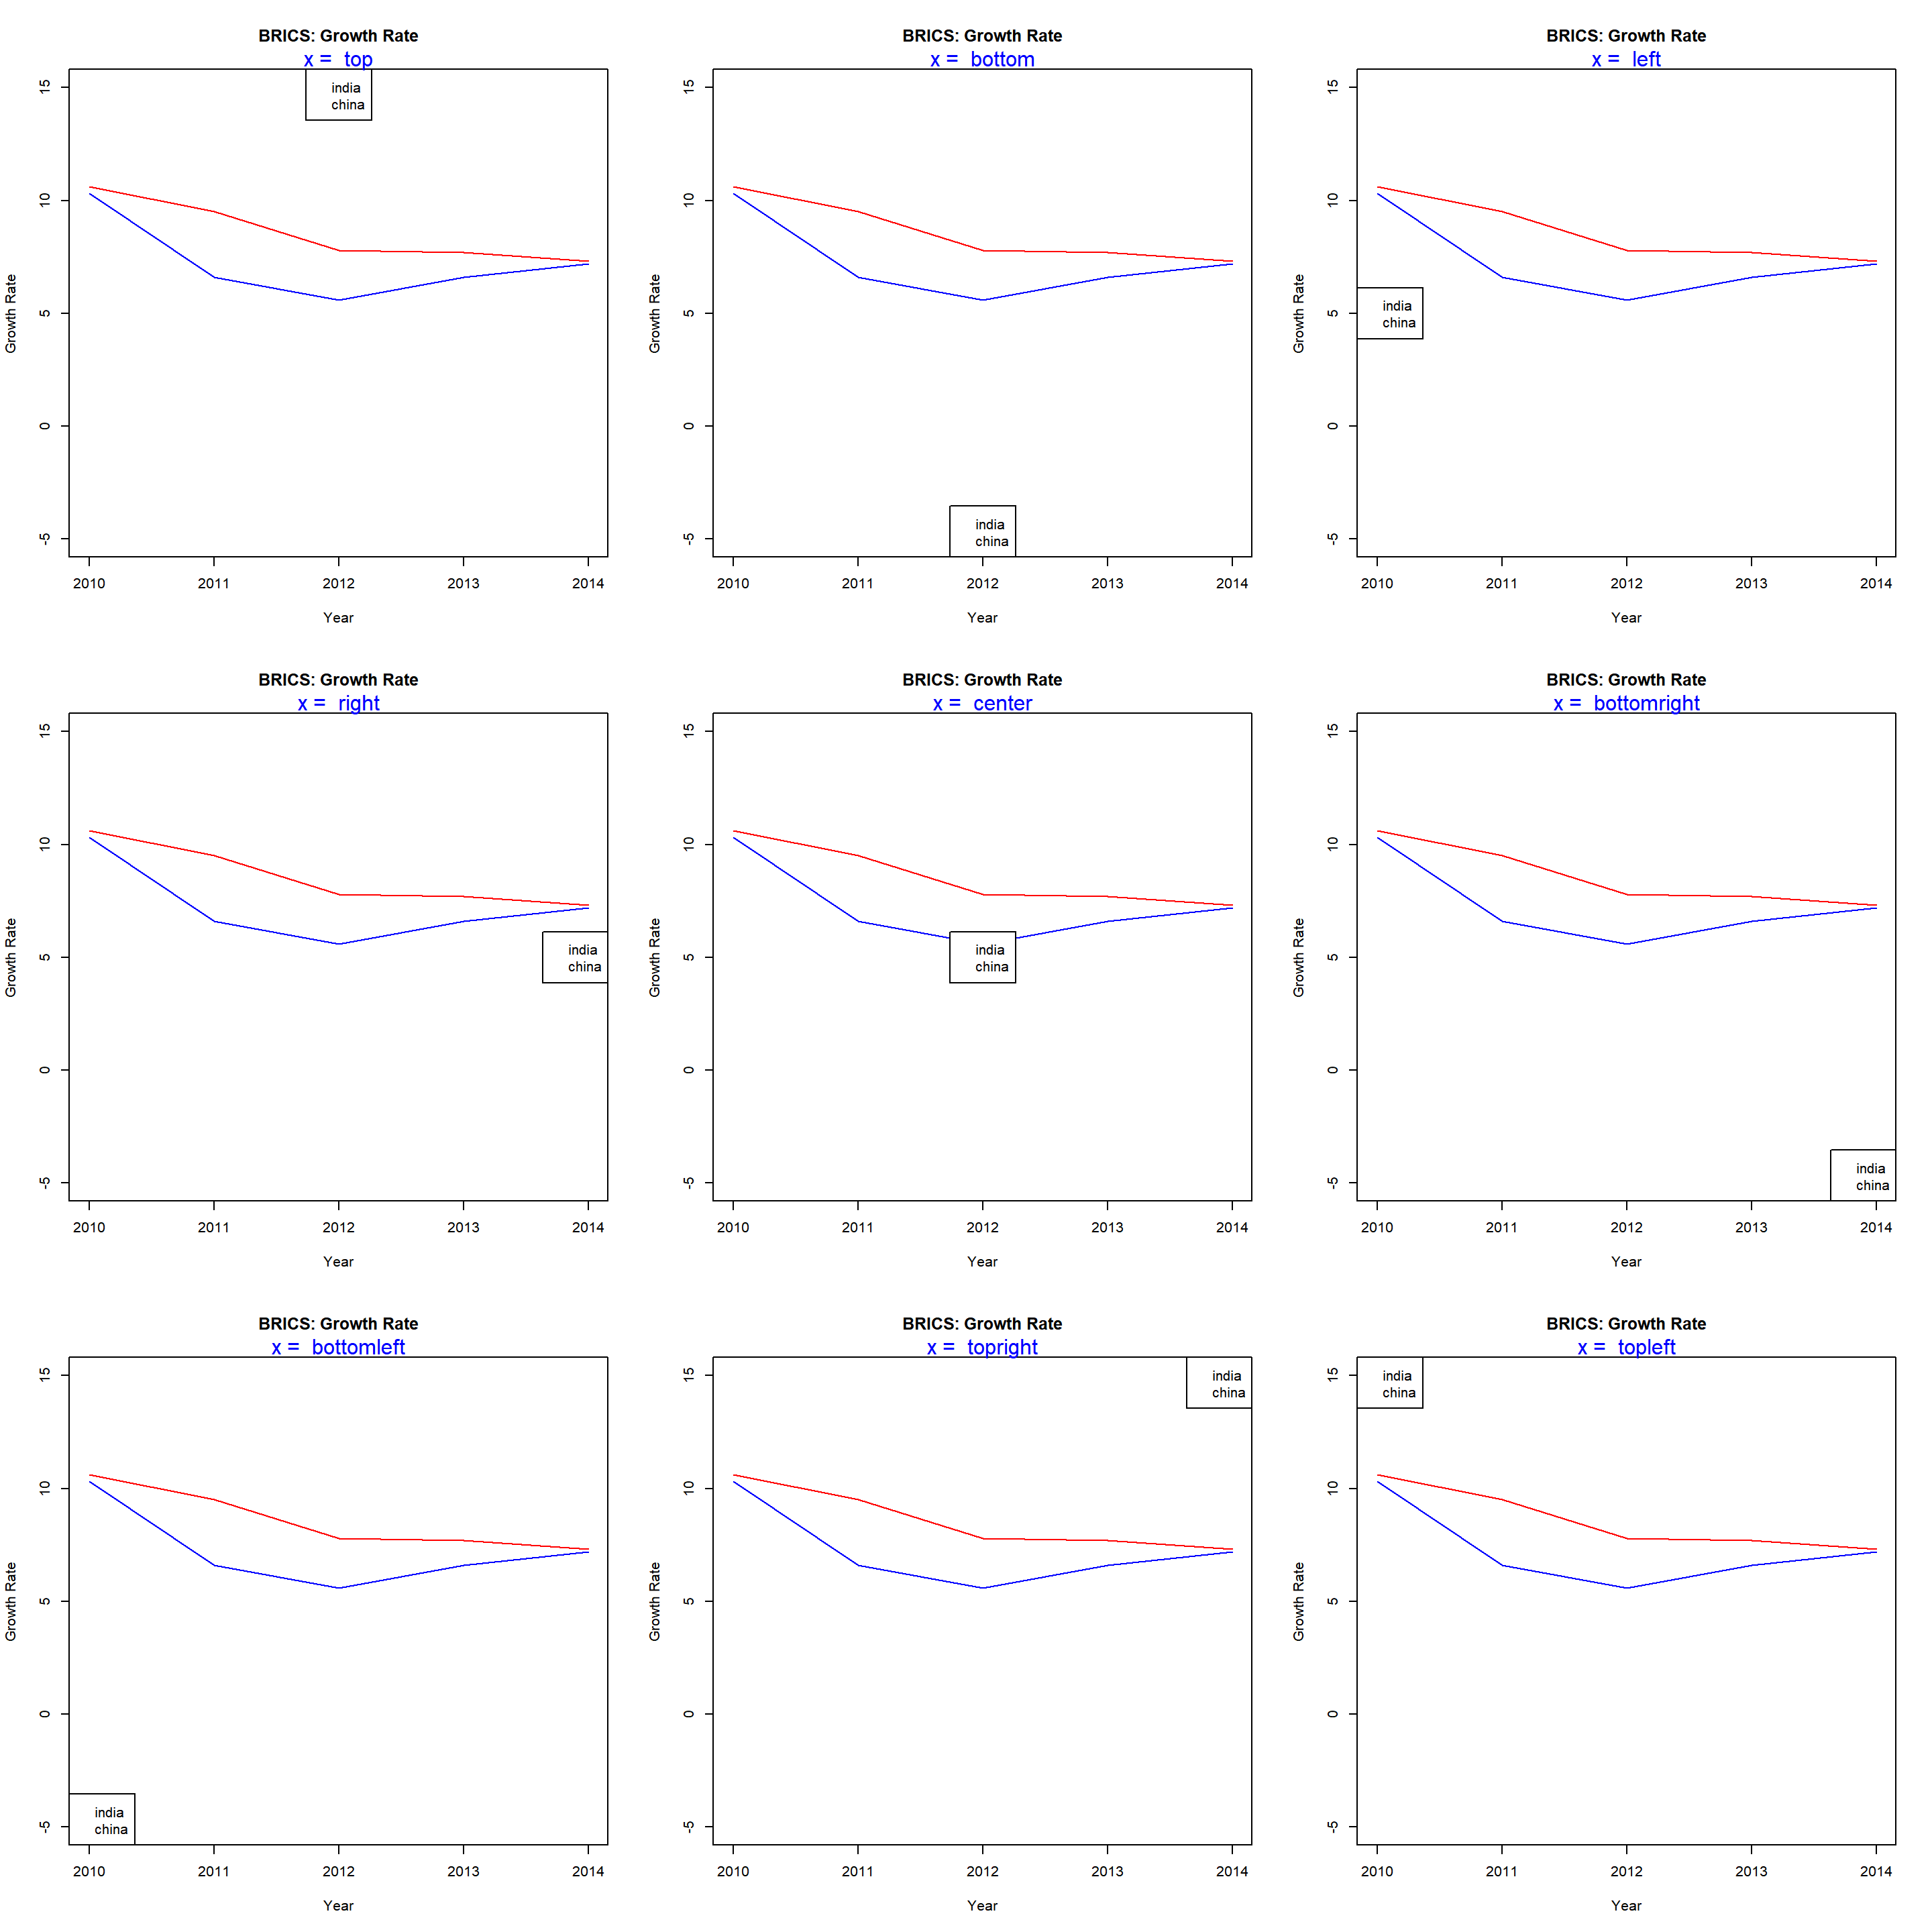 BRICS: Growth Rate
x = top
india
china
15
10
5
0
-5
Growth Rate
2010 2011 2012 2013 2014
Year
BRICS: Growth Rate
x = bottom
15
10
5
0
-5
Growth Rate
india
china
2010 2011 2012 2013 2014
Year
BRICS: Growth Rate
x = left
15
10
5
0
-5
Growth Rate
india
china
2010 2011 2012 2013 2014
Year
BRICS: Growth Rate
x = right
15
10
5
0
-5
Growth Rate
india
china
2010 2011 2012 2013 2014
Year
BRICS: Growth Rate
x = center
15
10
5
0
-5
Growth Rate
india
china
2010 2011 2012 2013 2014
Year
BRICS: Growth Rate
x = bottomright
15
10
5
0
-5
Growth Rate
india
china
2010 2011 2012 2013 2014
Year
BRICS: Growth Rate
x = bottomleft
15
10
5
0
-5
Growth Rate
india
china
2010 2011 2012 2013 2014
Year
BRICS: Growth Rate
x = topright
india
china
15
10
5
0
-5
Growth Rate
2010 2011 2012 2013 2014
Year
BRICS: Growth Rate
x = topleft
india
china
15
10
5
0
-5
Growth Rate
2010 2011 2012 2013 2014
Year